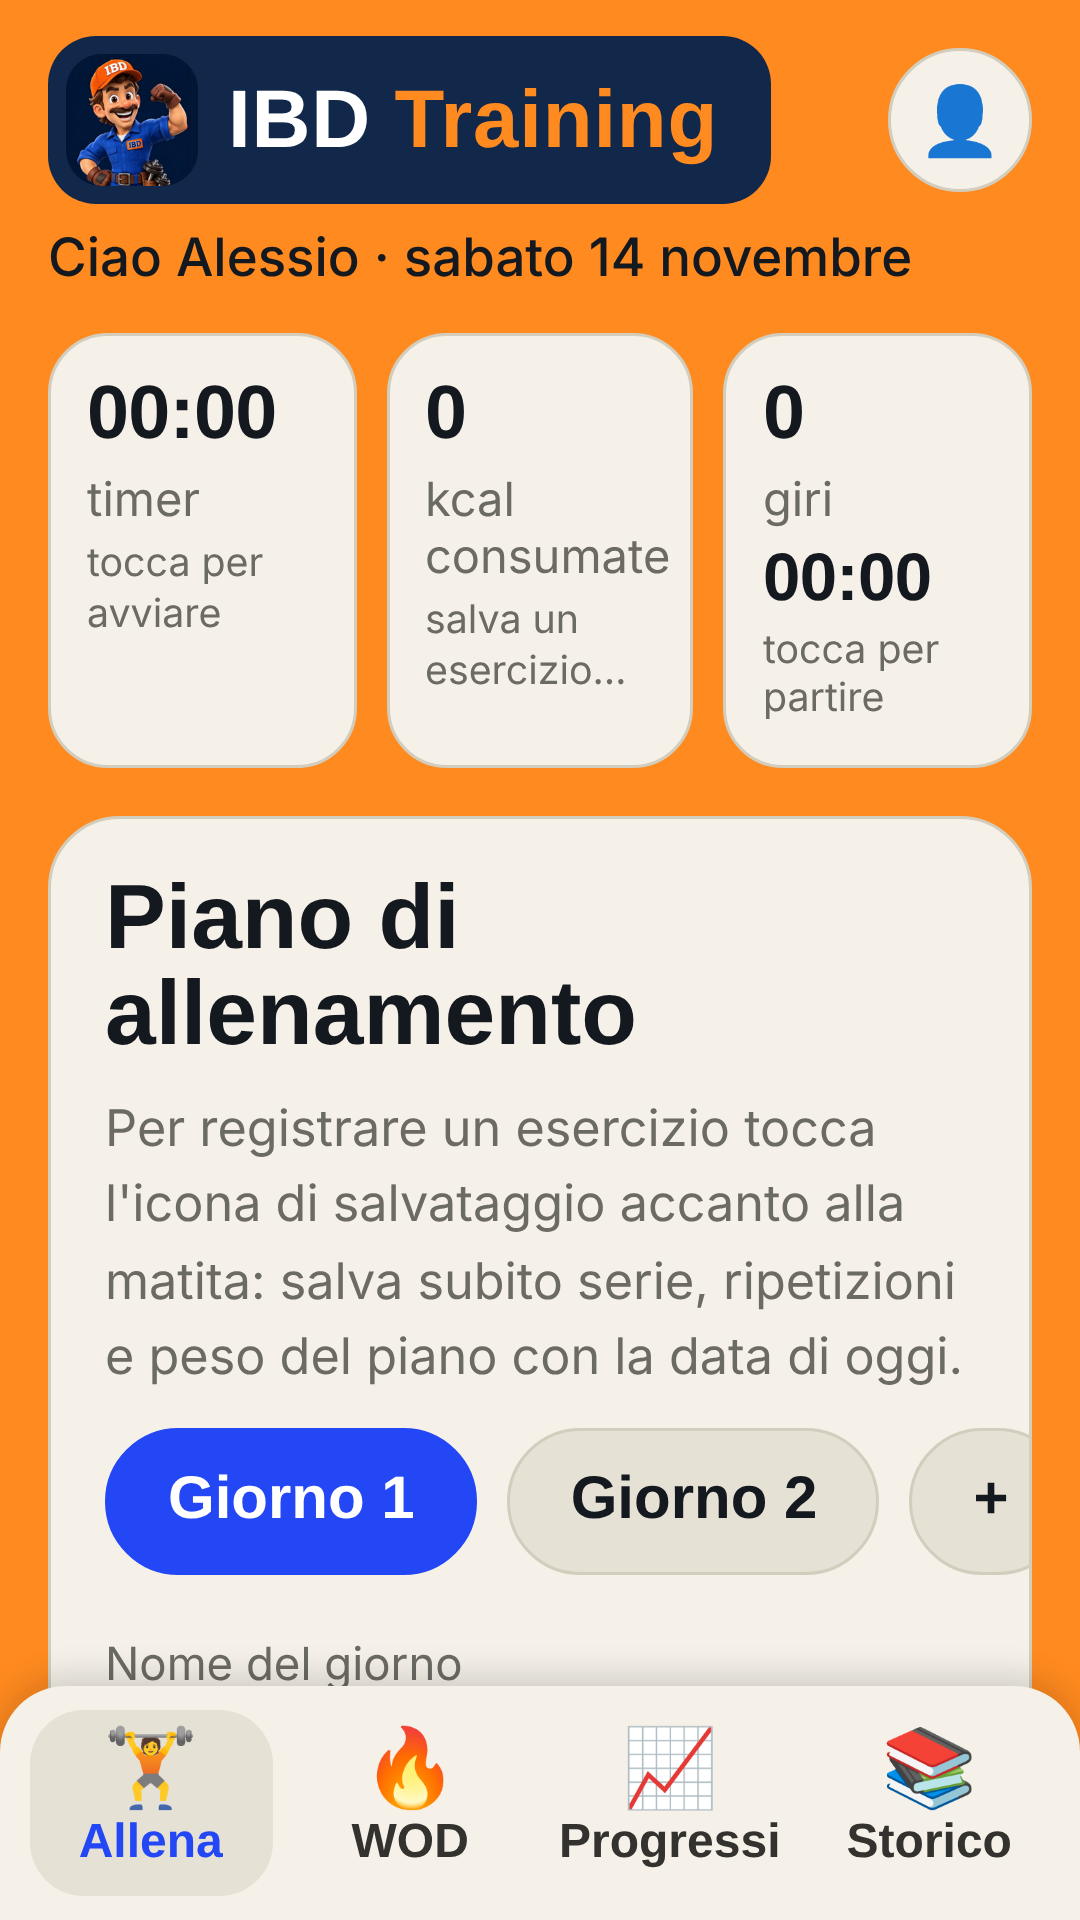 IBD Training
Ciao Alessio · sabato 14 novembre
00:00
timer
tocca per
avviare
0
kcal
consumate
salva un
esercizio...
0
giri
00:00
tocca per
partire
Piano di
allenamento
Per registrare un esercizio tocca
l'icona di salvataggio accanto alla
matita: salva subito serie, ripetizioni
e peso del piano con la data di oggi.
Giorno 1
Giorno 2
+
Nome del giorno
Allena
WOD
Progressi
Storico